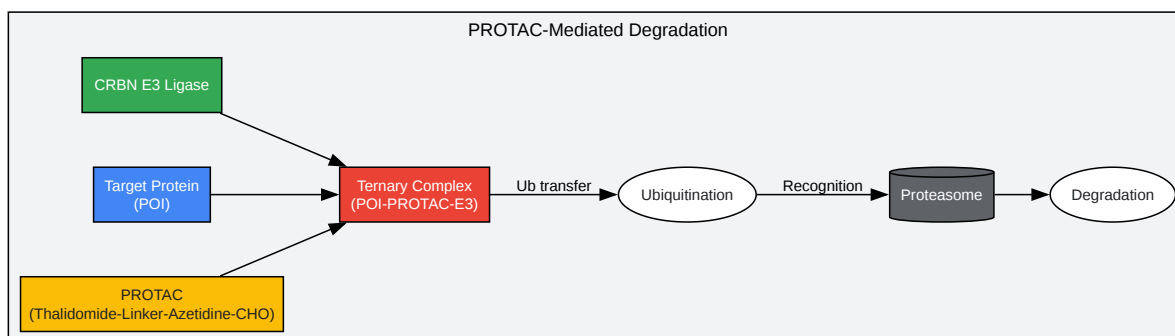 PROTAC-Mediated Degradation
CRBN E3 Ligase
Target Protein
(POI)
PROTAC
(Thalidomide-Linker-Azetidine-CHO)
Ternary Complex
(POI-PROTAC-E3)
Ub transfer
Ubiquitination
Recognition
Proteasome
Degradation